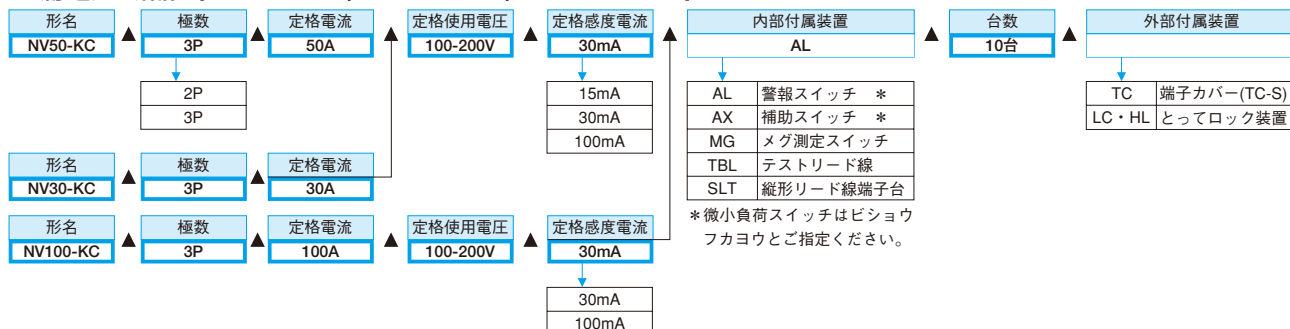 形名 ▲ 極数 ▲ 定格電流 ▲ 定格使用電圧 ▲ 定格感度電流 ▲ 内部付属装置 ▲ 台数 ▲ 外部付属装置
NV50-KC 3P 50A 100-200V 30mA AL 10台
2P
3P
15mA
30mA
100mA
AL 警報スイッチ ＊
AX 補助スイッチ ＊
MG メグ測定スイッチ
TBL テストリード線
SLT 縦形リード線端子台
＊微小負荷スイッチはビショウ
フカヨウとご指定ください。
TC 端子カバー(TC-S)
LC・HL とってロック装置
形名 ▲ 極数 ▲ 定格電流
NV30-KC 3P 30A
形名 ▲ 極数 ▲ 定格電流 ▲ 定格使用電圧 ▲ 定格感度電流
NV100-KC 3P 100A 100-200V 30mA
30mA
100mA